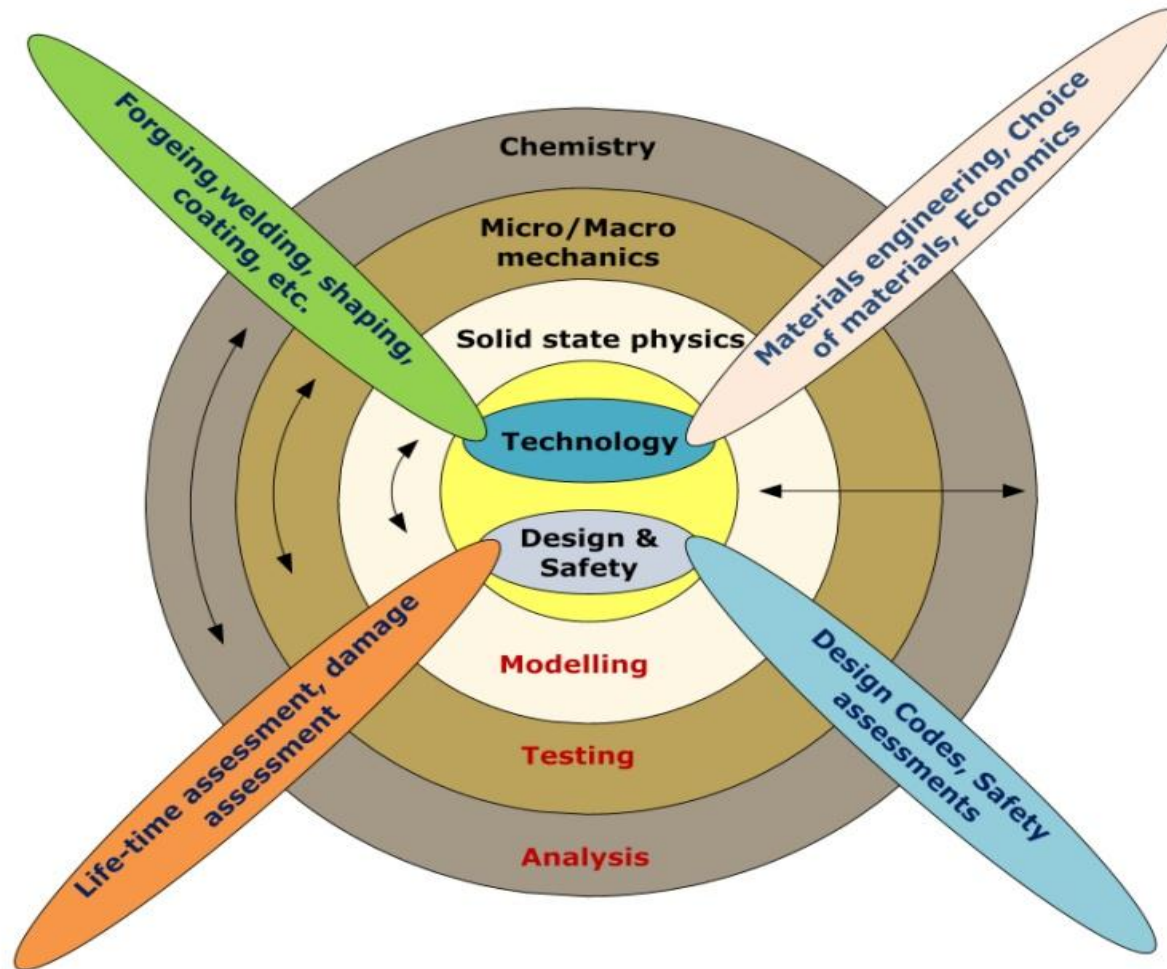 Forgeing,welding, shaping,
coating, etc.
Materials engineering, Choice
of materials, Economics
Chemistry
Micro/Macro
mechanics
Solid state physics
Technology
Design &
Safety
Modelling
Testing
Analysis
Life-time assessment, damage
assessment
Design Codes, Safety
assessments